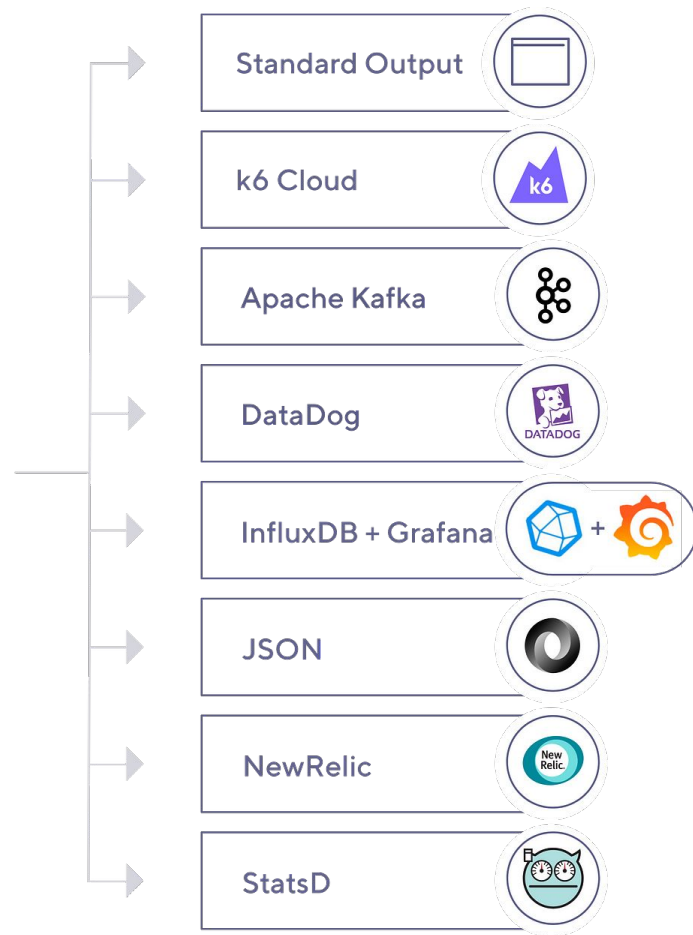 Standard Output
k6 Cloud
k6
Apache Kafka
DataDog
DATADOG
InfluxDB + Grafana
+
JSON
NewRelic
New
Relic.
StatsD